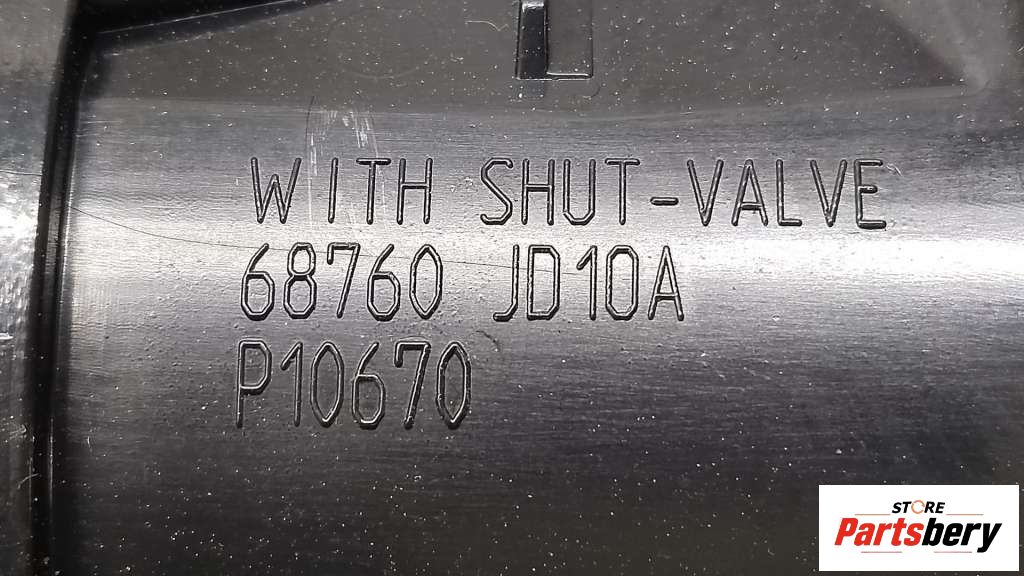 WITH SHUT-VALVE
68760 JD10A
P10670
STORE
Partsbery